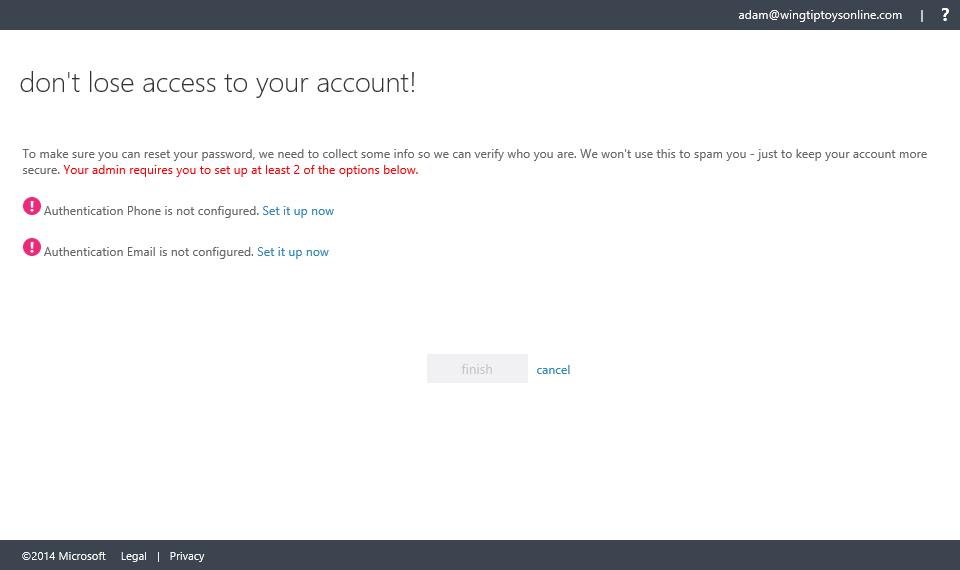 adam@wingtiptoysonline.com | ?
don't lose access to your account!
To make sure you can reset your password, we need to collect some info so we can verify who you are. We won't use this to spam you - just to keep your account more
secure. Your admin requires you to set up at least 2 of the options below.
! Authentication Phone is not configured. Set it up now
! Authentication Email is not configured. Set it up now
finish cancel
©2014 Microsoft Legal | Privacy